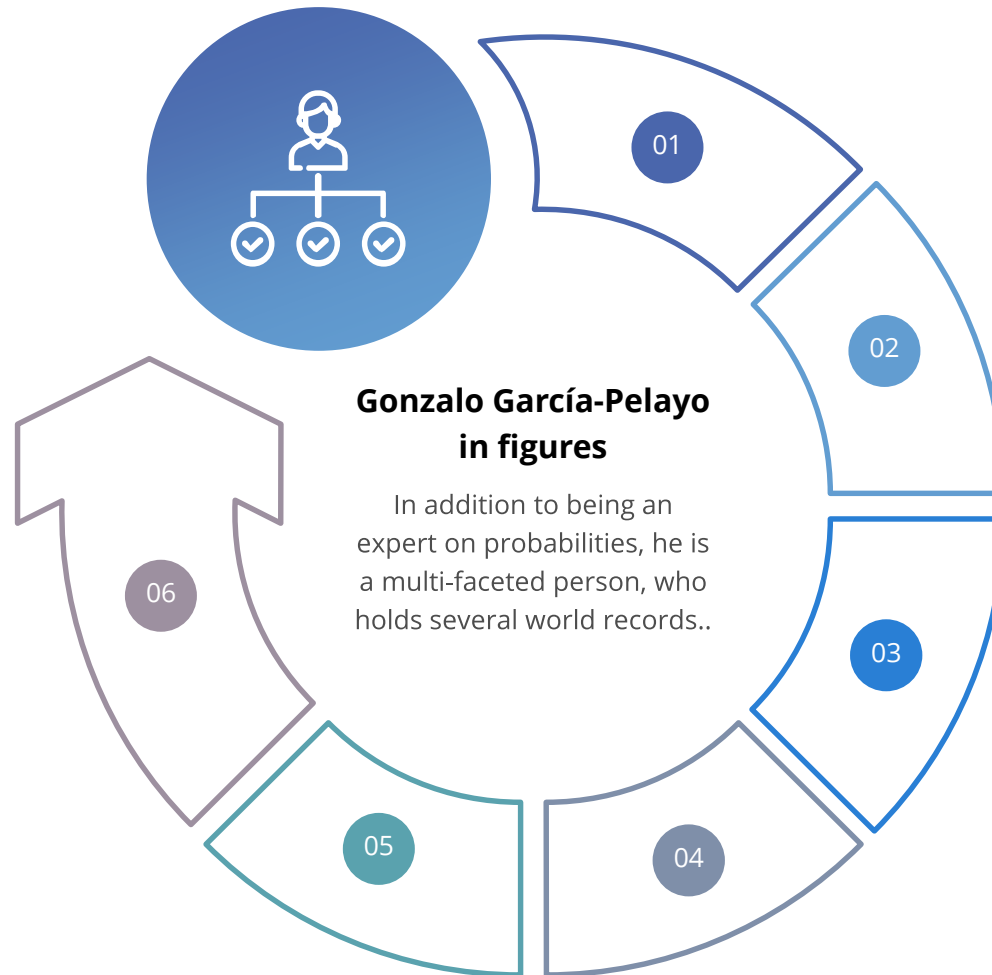 01
02
Gonzalo García-Pelayo
in figures
In addition to being an
expert on probabilities, he is
a multi-faceted person, who
holds several world records..
03
04
05
06